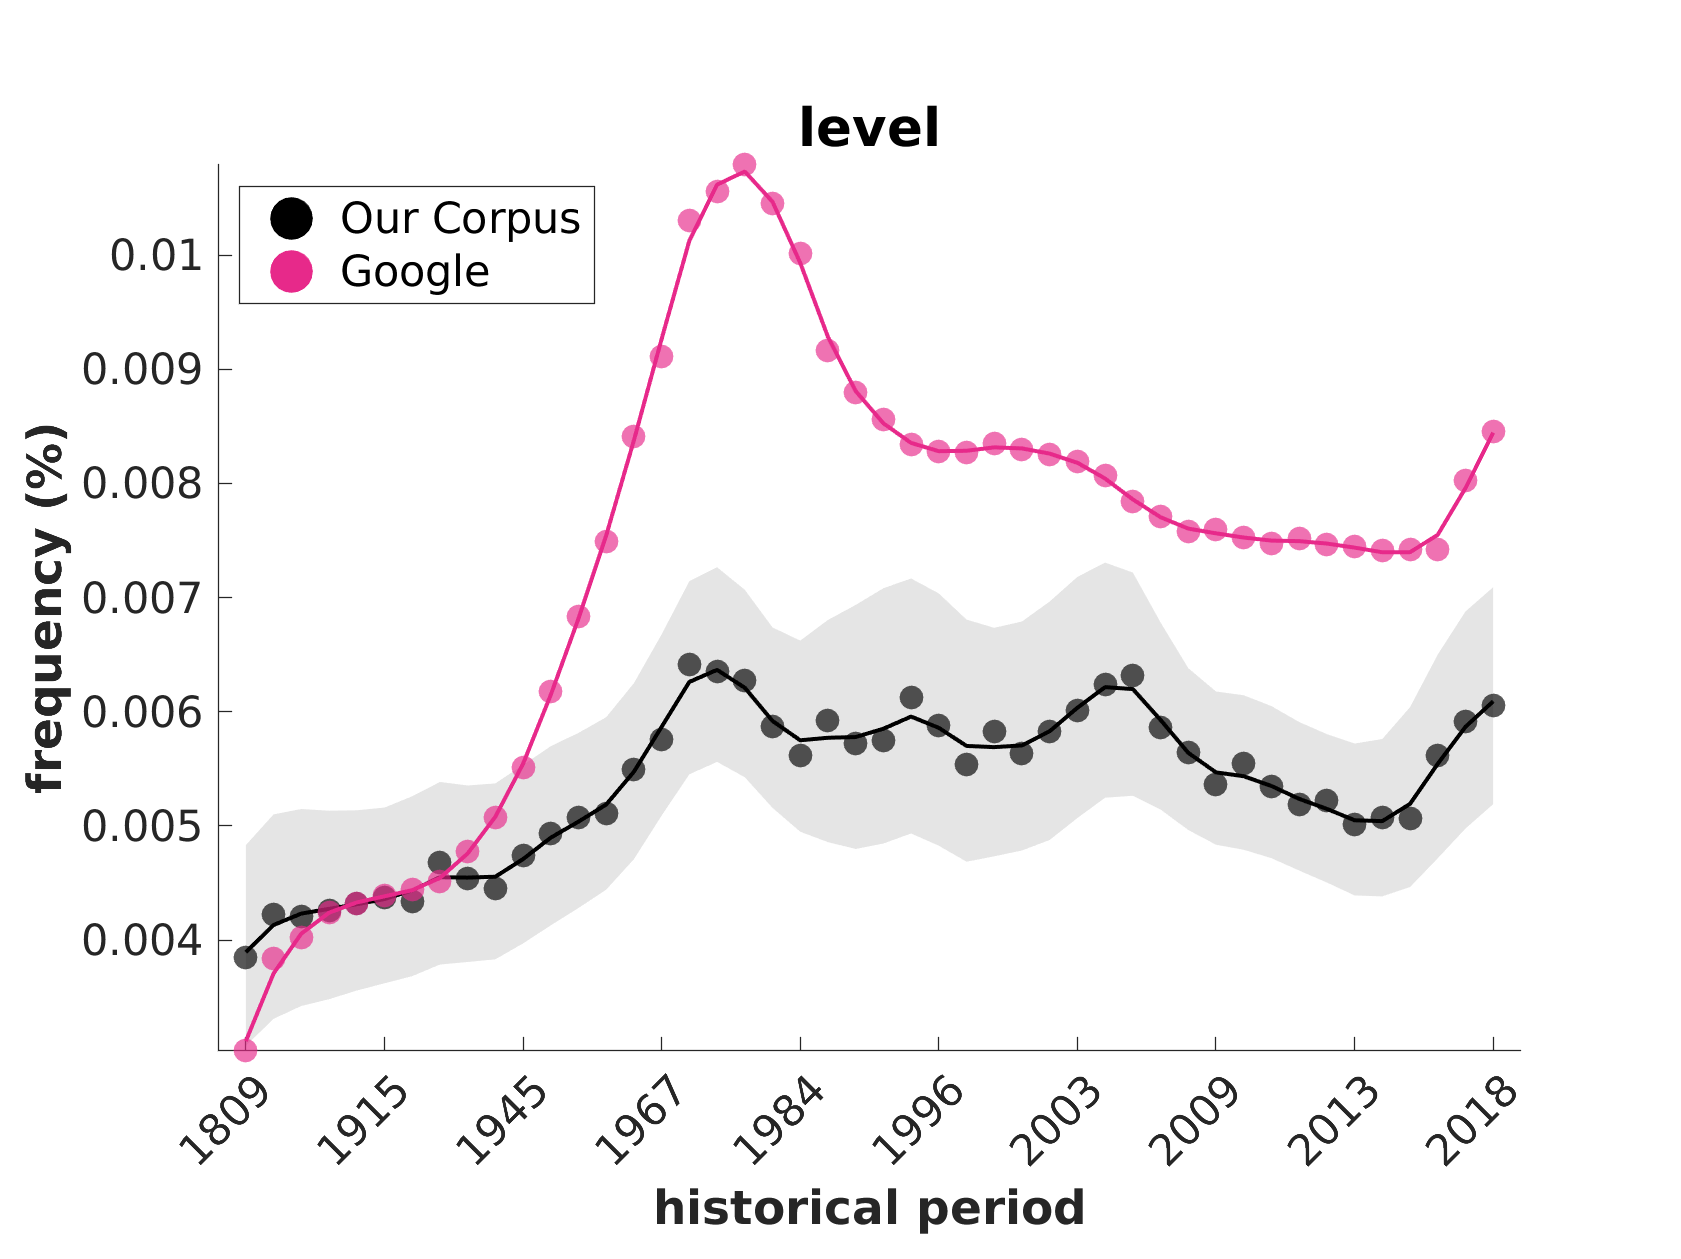 level
Our Corpus
Google
0.01
0.009
0.008
0.007
0.006
0.005
0.004
frequency (%)
1809 1915 1945 1967 1984 1996 2003 2009 2013 2018
historical period